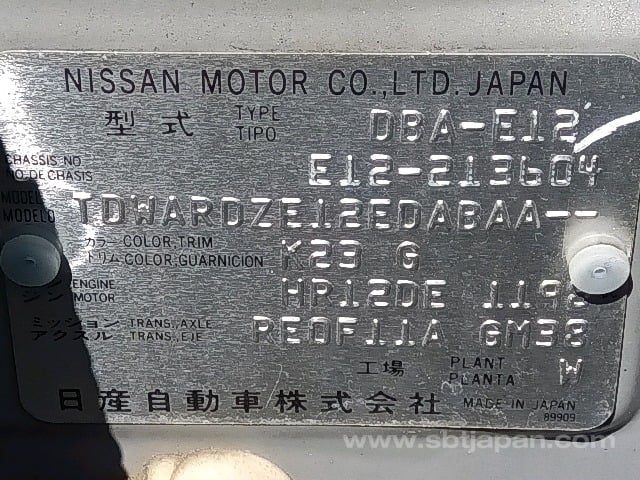 NISSAN MOTOR CO.,LTD. JAPAN
型式 TYPE TIPO DBA-E12
CHASSIS NO. NO.DE CHASIS E12-213604
MODEL MODELO TDWARDZE12EDABAA--
カラー COLOR,TRIM トリム COLOR,GUARNICION K23 G
ENGINE MOTOR HR12DE
ミッション TRANS.,AXLE アクスル TRANS.,EJE RE0F11A GM38
工場 PLANT PLANTA W
日産自動車株式会社 MADE IN JAPAN
89909
www.sbtjapan.com